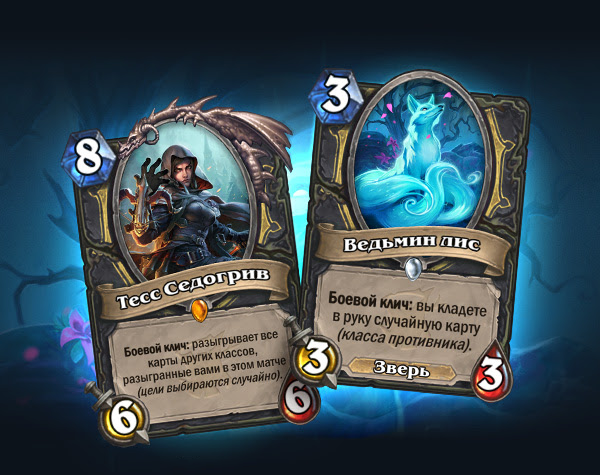 8
Тесс Седогрив
Боевой клич: разыгрывает все
карты других классов,
разыгранные вами в этом матче
(цели выбираются случайно).
6
6
3
Ведьмин лис
Боевой клич: вы кладете
в руку случайную карту
(класса противника).
Зверь
3
3